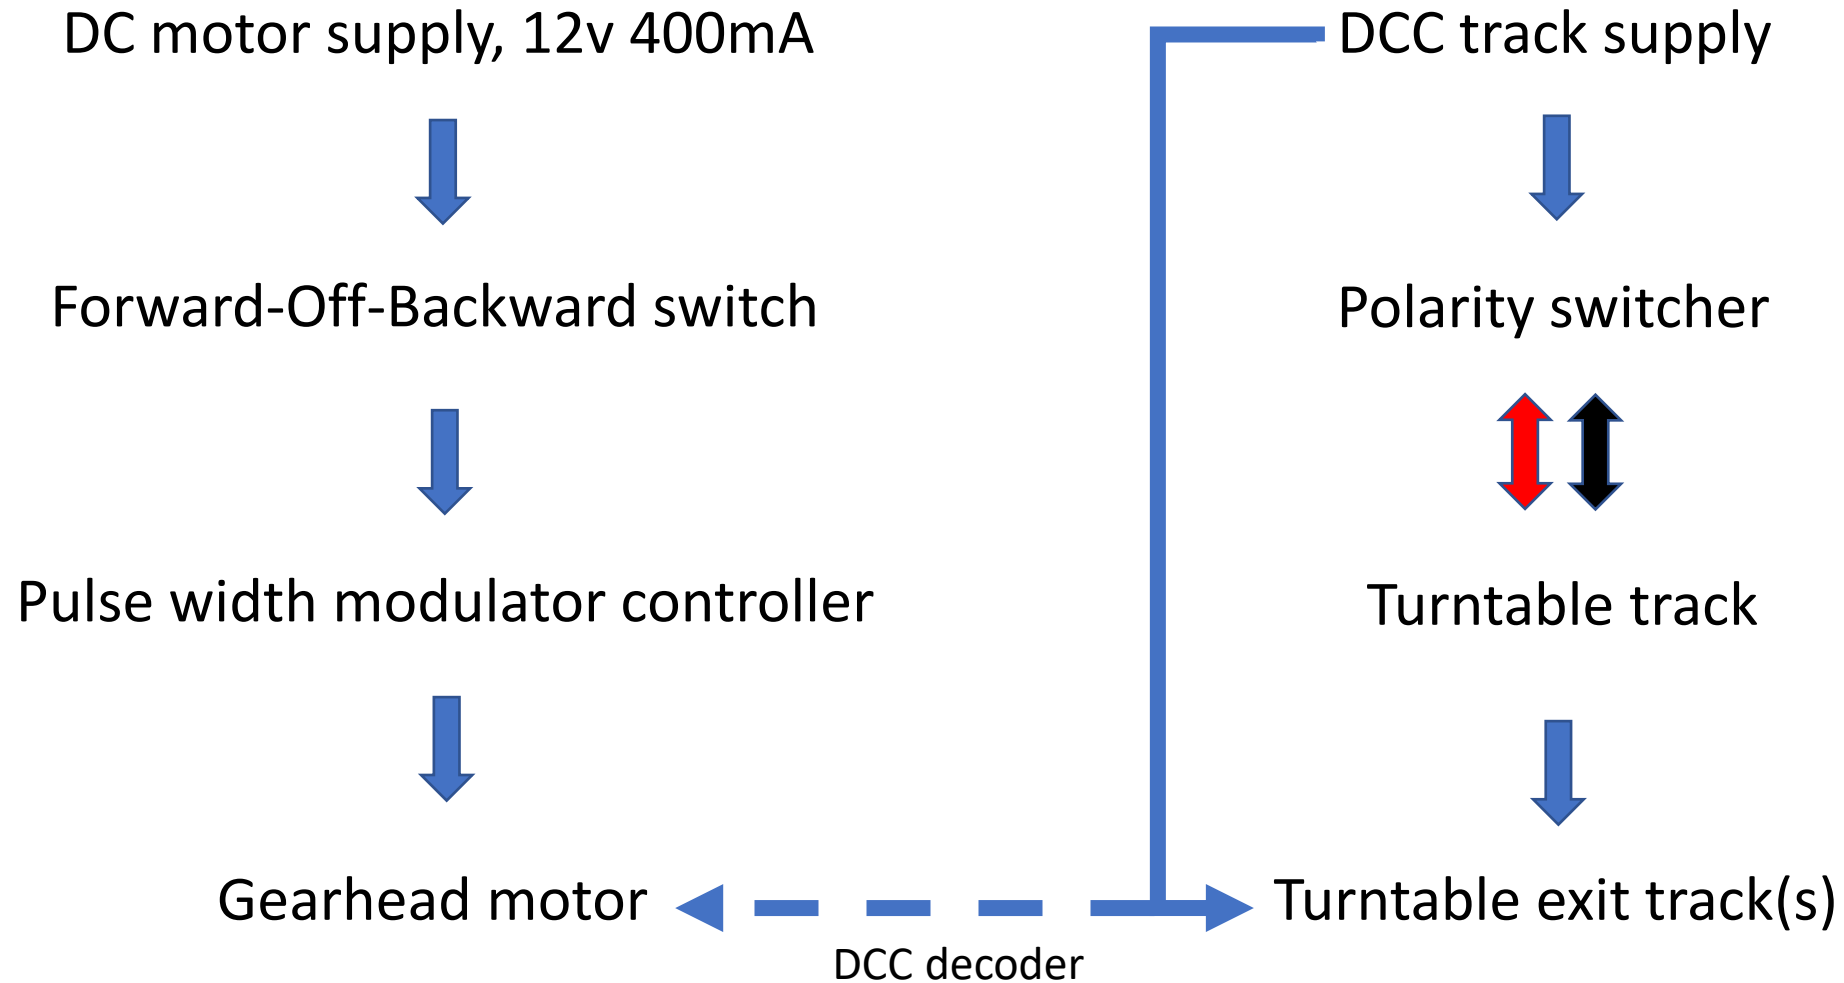 DC motor supply, 12v 400mA
DCC track supply
Forward-Off-Backward switch
Polarity switcher
Pulse width modulator controller
Turntable track
Gearhead motor
Turntable exit track(s)
DCC decoder